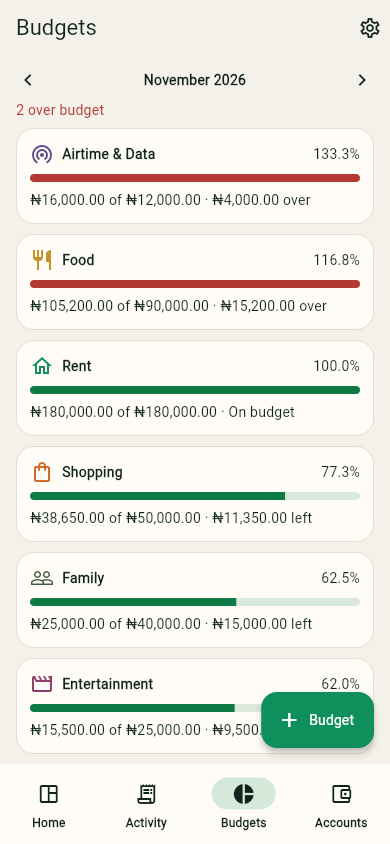 Budgets
November 2026
2 over budget
Airtime & Data 133.3%
₦16,000.00 of ₦12,000.00 · ₦4,000 over
Food 116.8%
₦105,200.00 of ₦90,000.00 · ₦15,200 over
Rent 100.0%
₦180,000.00 of ₦180,000.00 · On budget
Shopping 77.3%
₦38,650.00 of ₦50,000.00 · ₦11,350 left
Family 62.5%
₦25,000.00 of ₦40,000.00 · ₦15,000 left
Entertainment 62.0%
₦15,500.00 of ₦25,000.00 · ₦9,500
Budget
Home Activity Budgets Accounts